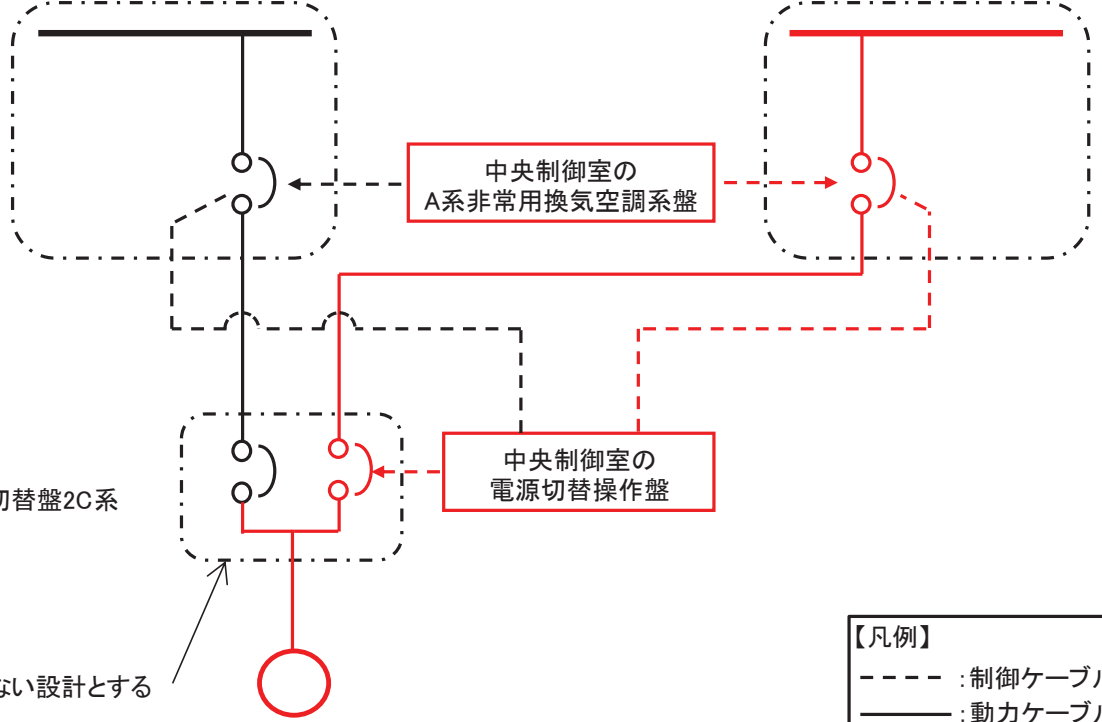 中央制御室の
A系非常用換気空調系盤
中央制御室の
電源切替操作盤
切替盤2C系
ない設計とする
【凡例】
:制御ケーブル
:動力ケーブル